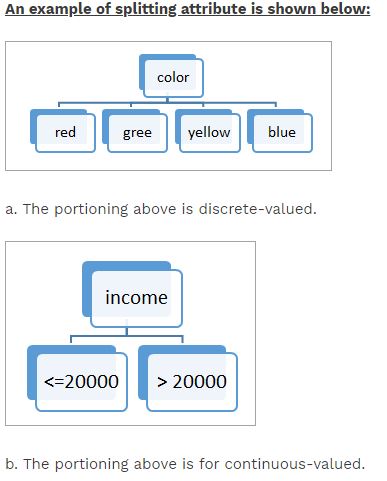 An example of splitting attribute is shown below:
color
red gree yellow blue
a. The portioning above is discrete-valued.
income
<=20000 > 20000
b. The portioning above is for continuous-valued.